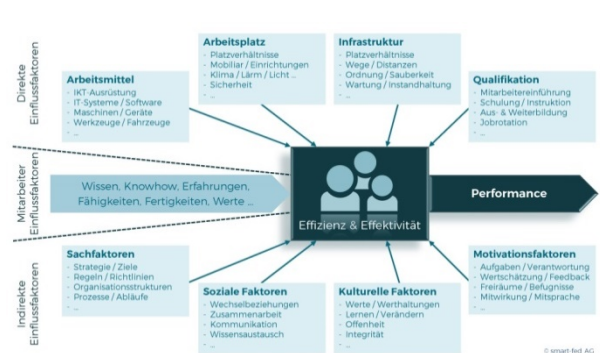 Direkte
Einflussfaktoren
Arbeitsmittel
- IKT-Ausrüstung
- IT-Systeme / Software
- Maschinen / Geräte
- Werkzeuge / Fahrzeuge
- ...
Arbeitsplatz
- Platzverhältnisse
- Mobiliar / Einrichtungen
- Klima / Lärm / Licht ...
- Sicherheit
- ...
Infrastruktur
- Platzverhältnisse
- Wege / Distanzen
- Ordnung / Sauberkeit
- Wartung / Instandhaltung
- ...
Qualifikation
- Mitarbeitereinführung
- Schulung / Instruktion
- Aus- & Weiterbildung
- Jobrotation
- ...
Mitarbeiter
Einflussfaktoren
Wissen, Knowhow, Erfahrungen,
Fähigkeiten, Fertigkeiten, Werte ...
Effizienz & Effektivität
Performance
Indirekte
Einflussfaktoren
Sachfaktoren
- Strategie / Ziele
- Regeln / Richtlinien
- Organisationsstrukturen
- Prozesse / Abläufe
- ...
Soziale Faktoren
- Wechselbeziehungen
- Zusammenarbeit
- Kommunikation
- Wissensaustausch
- ...
Kulturelle Faktoren
- Werte / Werthaltungen
- Lernen / Verändern
- Offenheit
- Integrität
- ...
Motivationsfaktoren
- Aufgaben / Verantwortung
- Wertschätzung / Feedback
- Freiräume / Befugnisse
- Mitwirkung / Mitsprache
- ...
© smart-fed AG